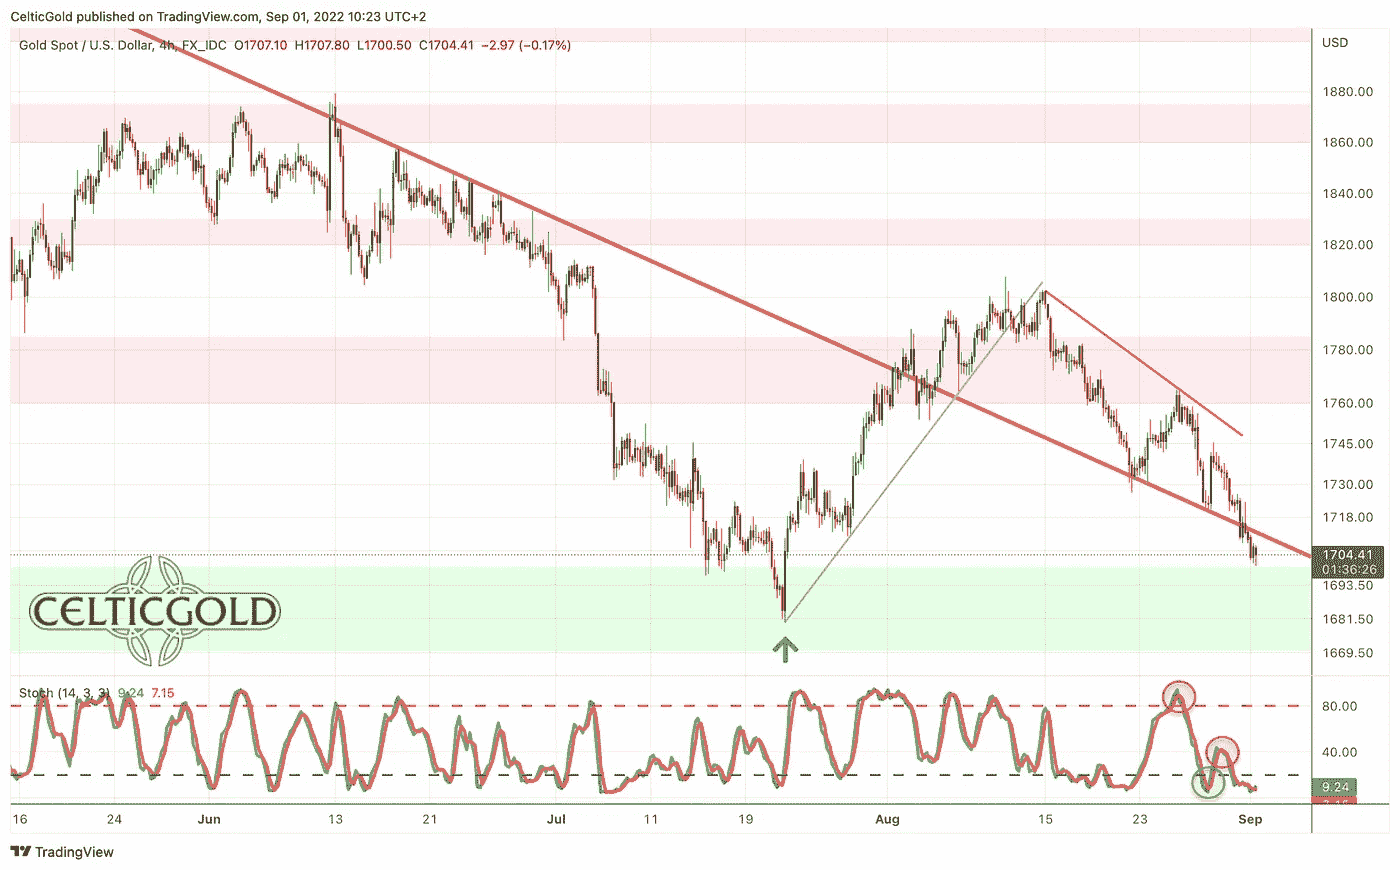 CelticGold published on TradingView.com, Sep 01, 2022 10:23 UTC+2
Gold Spot / U.S. Dollar, 4h, FX_IDC O1707.10 H1707.80 L1700.50 C1704.41 −2.97 (−0.17%)
USD
1880.00
1860.00
1840.00
1820.00
1800.00
1780.00
1760.00
1745.00
1730.00
1718.00
1704.41
01:36:26
1693.50
1681.50
1669.50
CELTICGOLD
Stoch (14, 3, 3) 9.24 7.15
80.00
40.00
9.24
16 24 Jun 13 21 Jul 11 19 Aug 15 23 Sep
TradingView